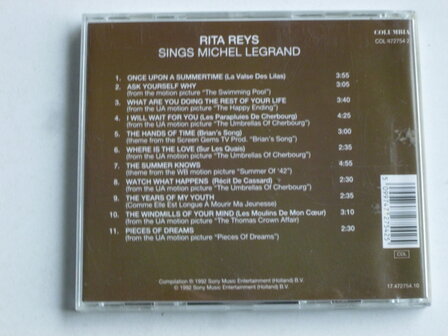 RITA REYS
SINGS MICHEL LEGRAND
COLUMBIA
COL 472754 2
1. ONCE UPON A SUMMERTIME (La Valse Des Lilas) 3:55
2. ASK YOURSELF WHY 3:05
(from the motion picture "The Swimming Pool")
3. WHAT ARE YOU DOING THE REST OF YOUR LIFE 3:40
(from the UA motion picture "The Happy Ending")
4. I WILL WAIT FOR YOU (Les Parapluies De Cherbourg) 4:15
(from the UA motion picture "The Umbrellas Of Cherbourg")
5. THE HANDS OF TIME (Brian's Song) 3:00
(theme from the Screen Gems TV Prod. "Brian's Song")
6. WHERE IS THE LOVE (Sur Les Quais) 2:35
(from the UA motion picture "The Umbrellas Of Cherbourg")
7. THE SUMMER KNOWS 4:55
(theme from the WB motion picture "Summer Of '42")
8. WATCH WHAT HAPPENS (Récit De Cassard) 2:30
(from the UA motion picture "The Umbrellas Of Cherbourg")
9. THE YEARS OF MY YOUTH 2:35
(Comme Elle Est Longue A Mourir Ma Jeunesse)
10. THE WINDMILLS OF YOUR MIND (Les Moulins De Mon Cœur) 3:10
(from the UA motion picture "The Thomas Crown Affair")
11. PIECES OF DREAMS 2:30
(from the UA motion picture "Pieces Of Dreams")
COL
Compilation ℗ 1992 Sony Music Entertainment (Holland) B.V.
© 1992 Sony Music Entertainment (Holland) B.V.
17.472754.10